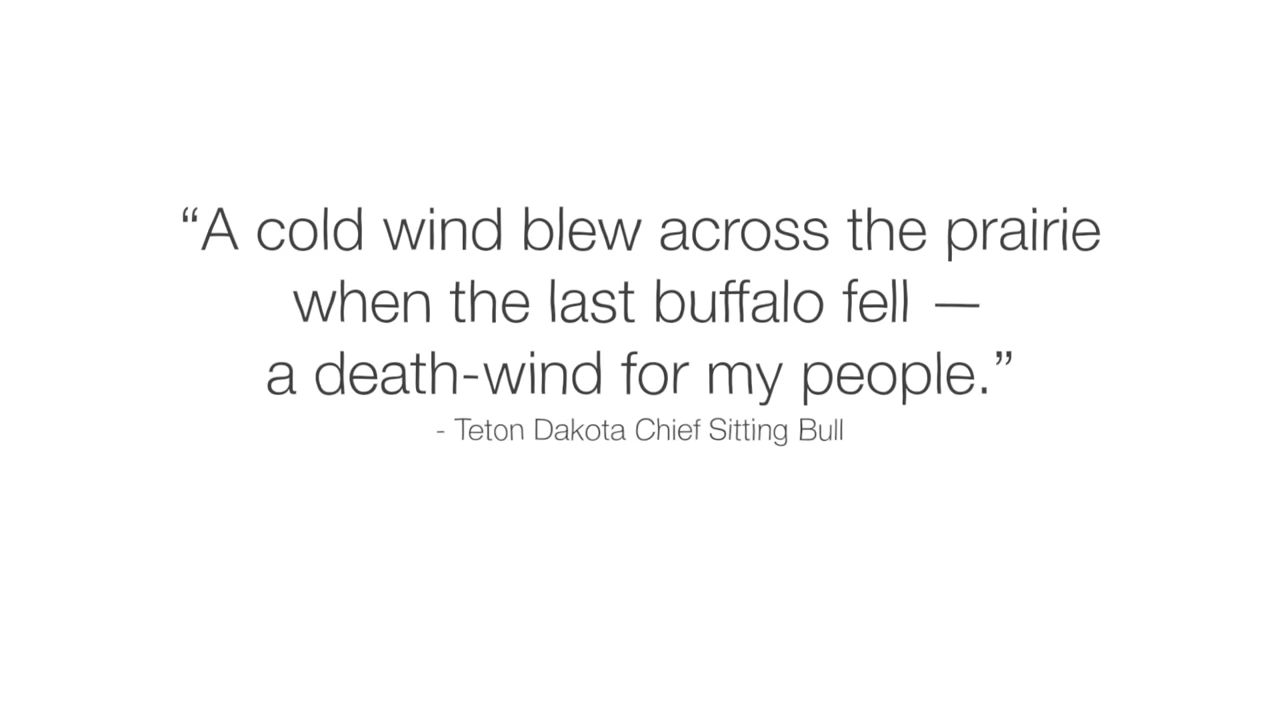 “A cold wind blew across the prairie
when the last buffalo fell —
a death-wind for my people.”
- Teton Dakota Chief Sitting Bull